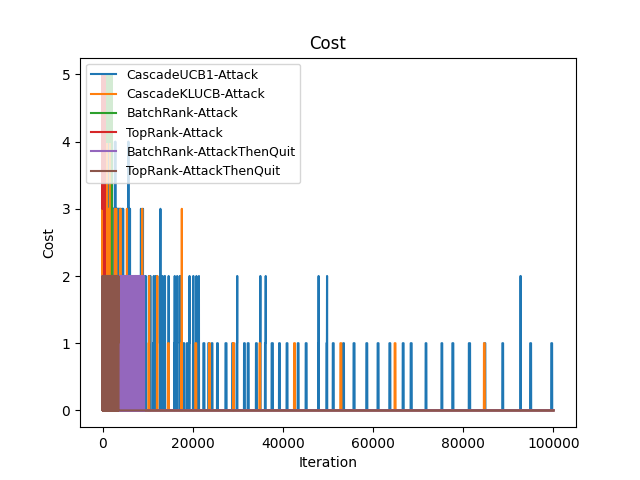 Cost
5
4
3
2
1
0
Cost
CascadeUCB1-Attack
CascadeKLUCB-Attack
BatchRank-Attack
TopRank-Attack
BatchRank-AttackThenQuit
TopRank-AttackThenQuit
0 20000 40000 60000 80000 100000
Iteration